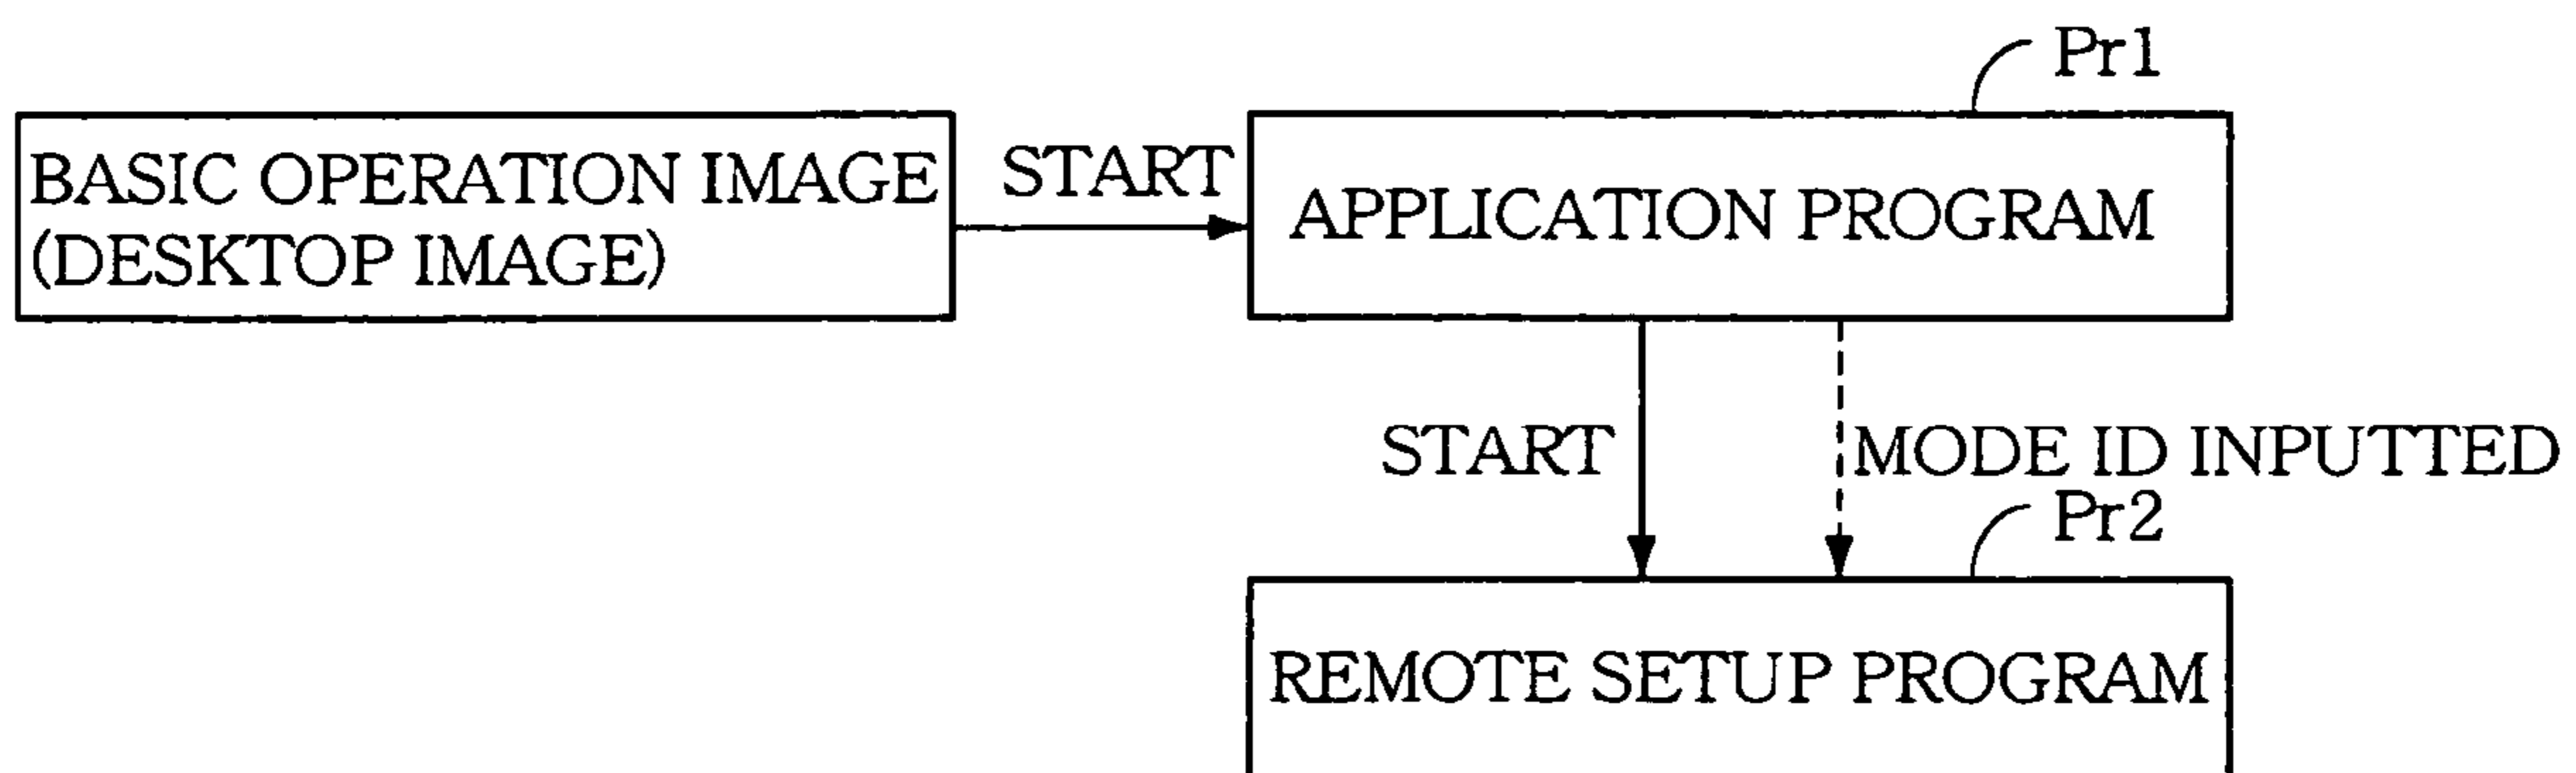 Pr1
BASIC OPERATION IMAGE
(DESKTOP IMAGE)
START
APPLICATION PROGRAM
START
MODE ID INPUTTED
Pr2
REMOTE SETUP PROGRAM